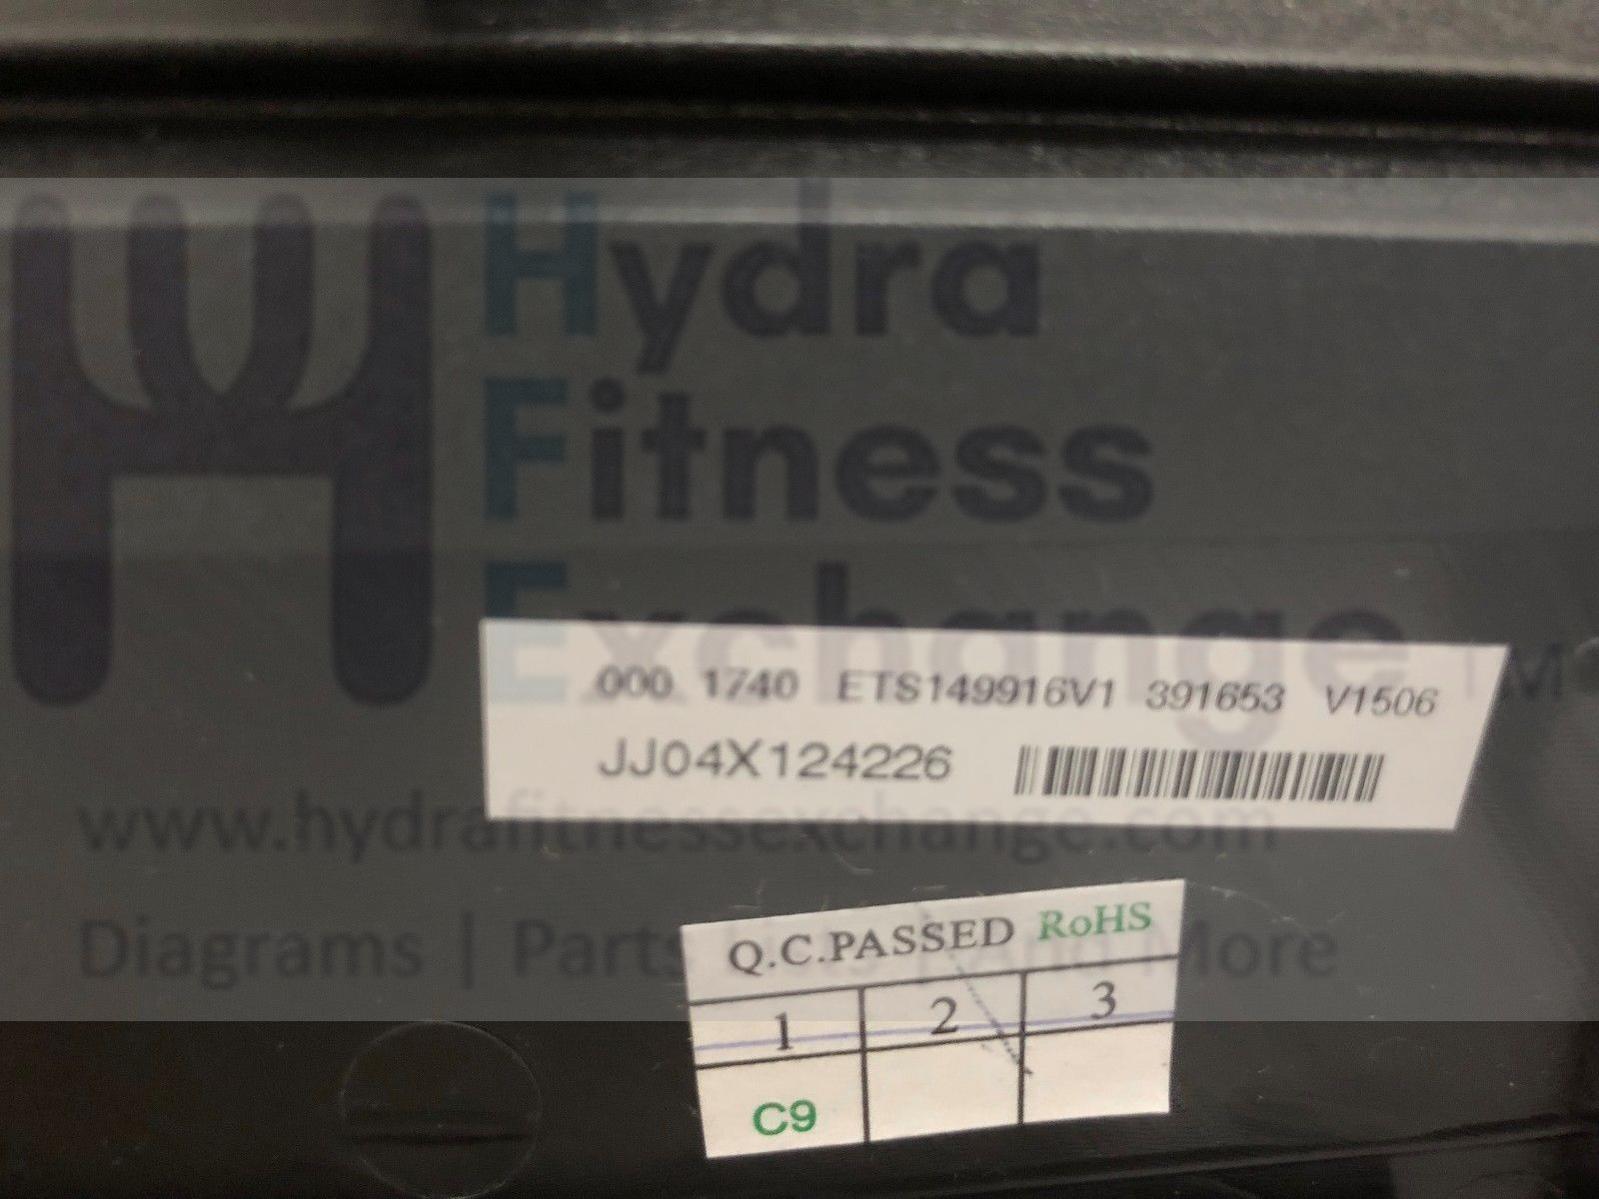 Hydra
Fitness
Exchange TM
000 1740 ETS149916V1 391653 V1506
JJ04X124226
www.hydrafitnessexchange.com
Diagrams | Parts | And More
Q.C.PASSED RoHS
1 2 3
C9